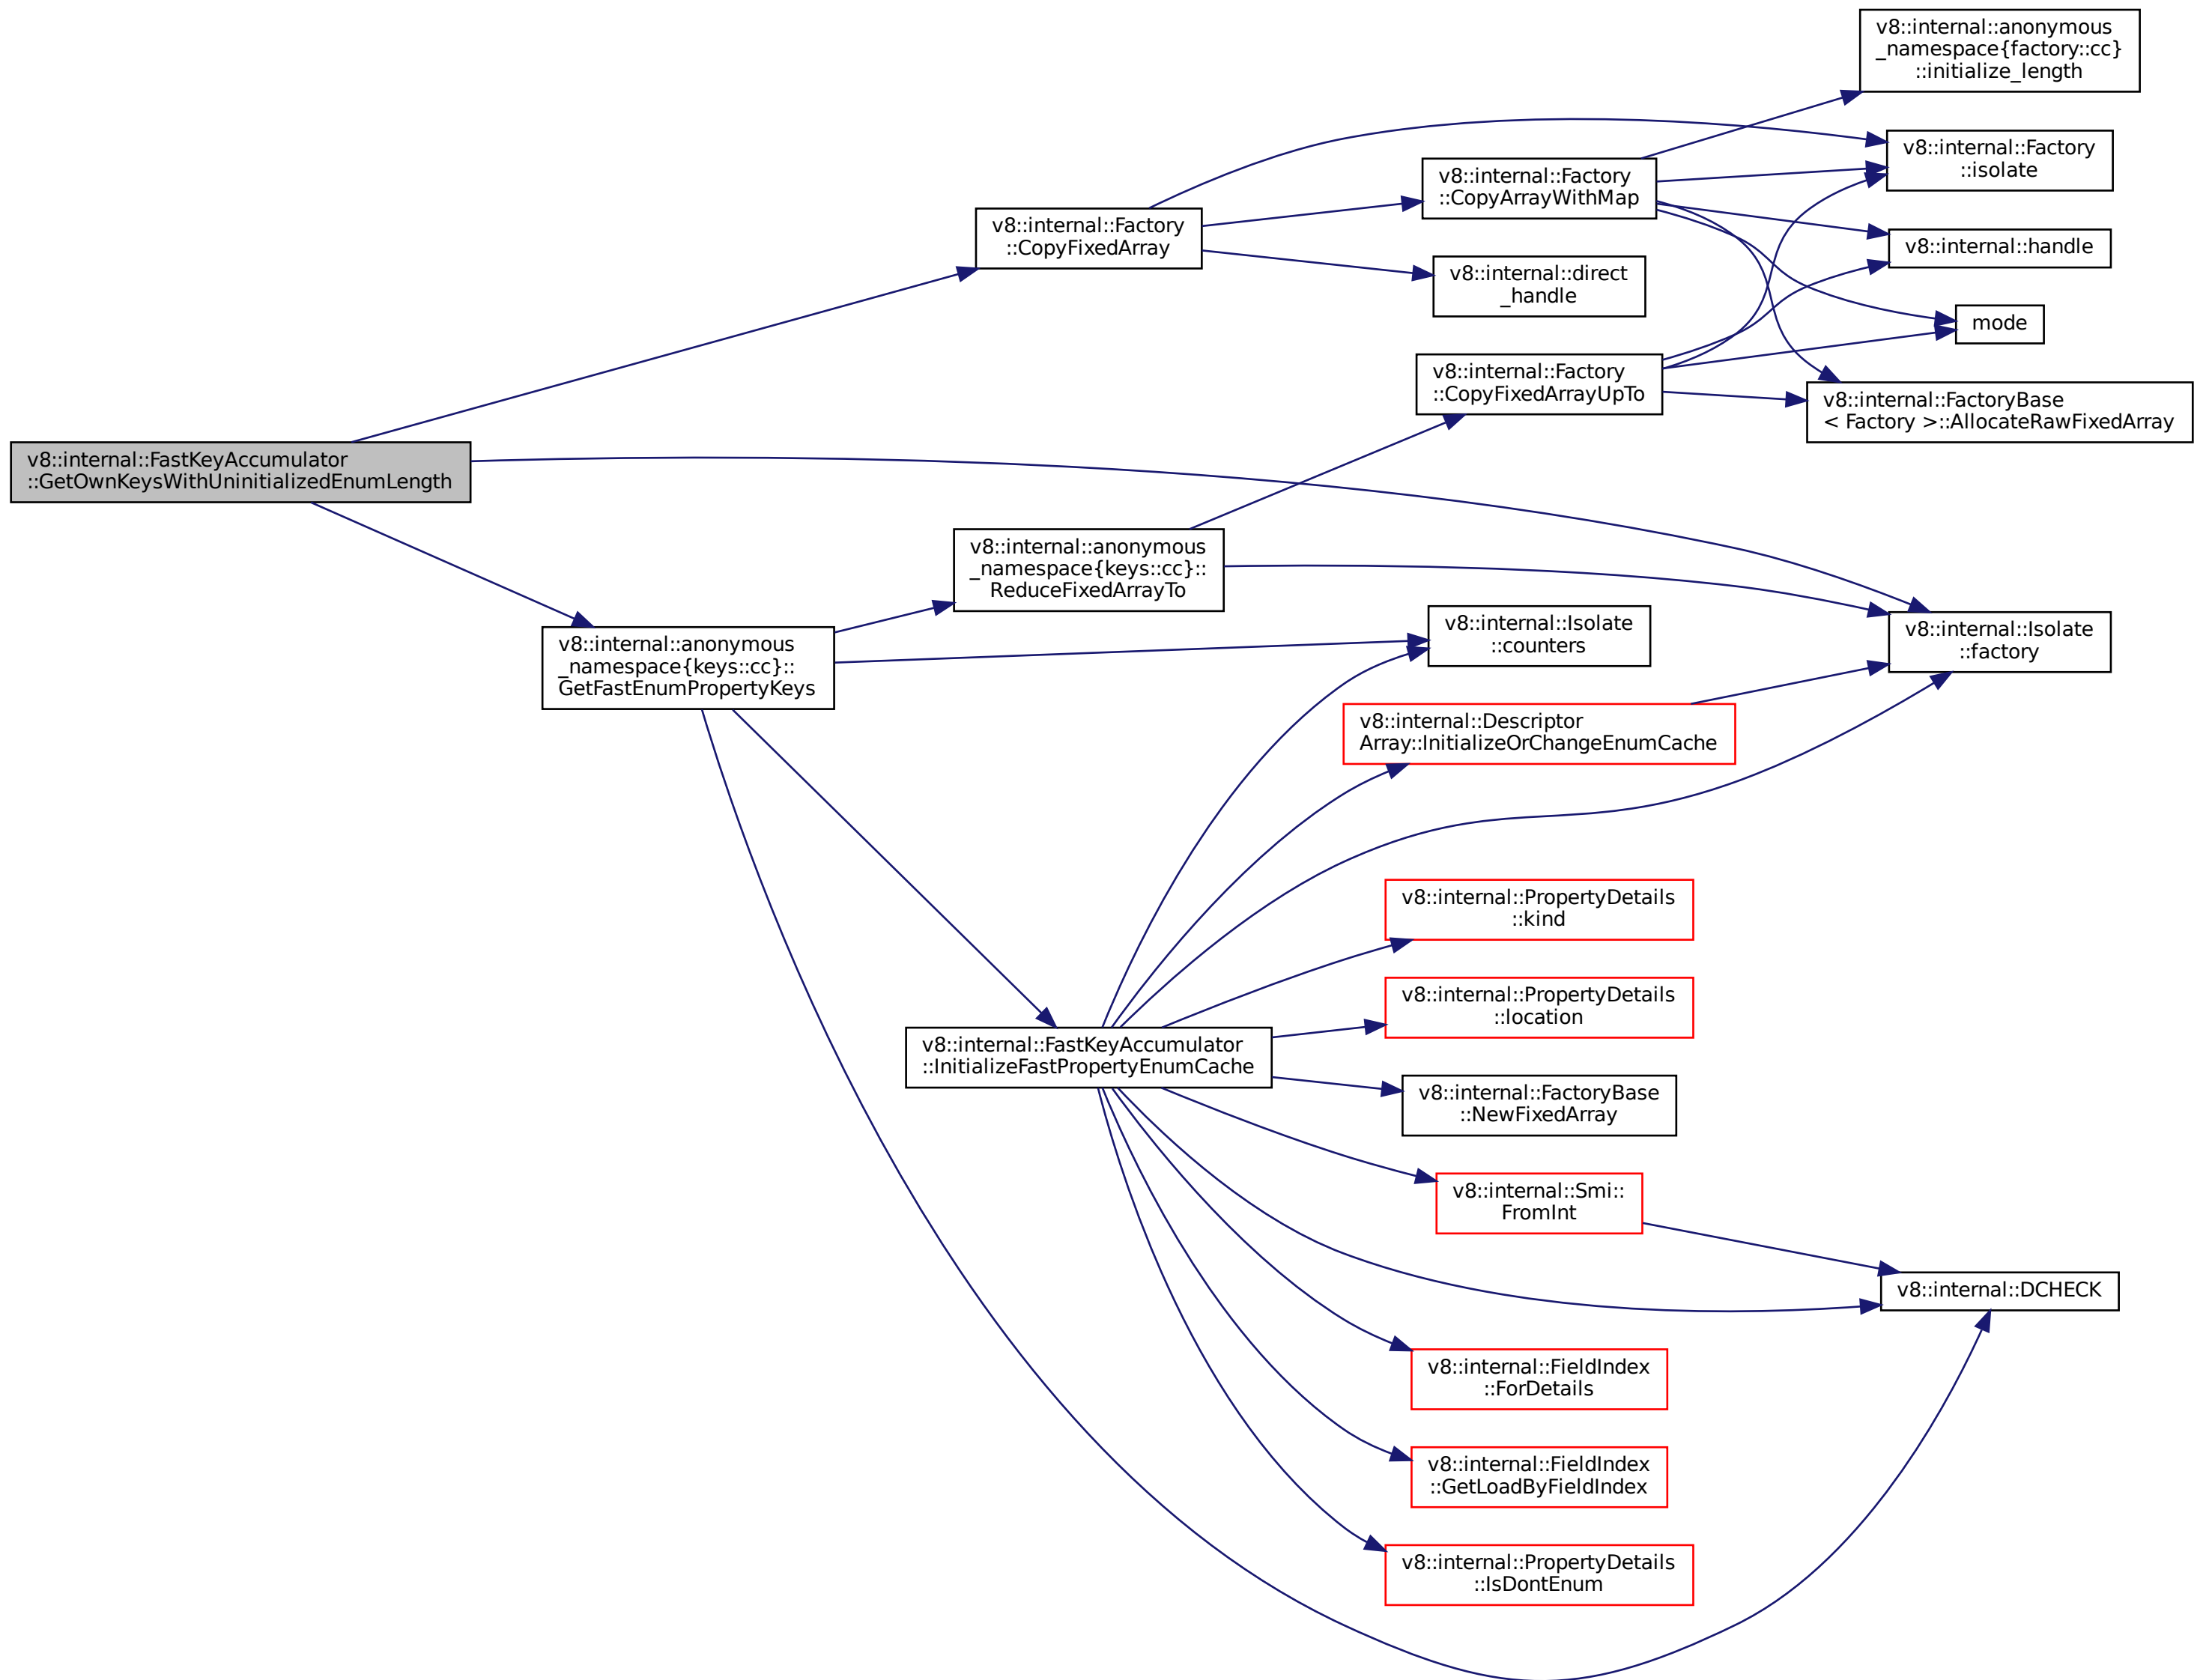 v8::internal::FastKeyAccumulator
::GetOwnKeysWithUninitializedEnumLength
v8::internal::Factory
::CopyFixedArray
v8::internal::anonymous
_namespace{keys::cc}::
GetFastEnumPropertyKeys
v8::internal::anonymous
_namespace{keys::cc}::
ReduceFixedArrayTo
v8::internal::FastKeyAccumulator
::InitializeFastPropertyEnumCache
v8::internal::Factory
::CopyArrayWithMap
v8::internal::direct
_handle
v8::internal::Factory
::CopyFixedArrayUpTo
v8::internal::Isolate
::counters
v8::internal::Descriptor
Array::InitializeOrChangeEnumCache
v8::internal::PropertyDetails
::kind
v8::internal::PropertyDetails
::location
v8::internal::FactoryBase
::NewFixedArray
v8::internal::Smi::
FromInt
v8::internal::FieldIndex
::ForDetails
v8::internal::FieldIndex
::GetLoadByFieldIndex
v8::internal::PropertyDetails
::IsDontEnum
v8::internal::anonymous
_namespace{factory::cc}
::initialize_length
v8::internal::Factory
::isolate
v8::internal::handle
mode
v8::internal::FactoryBase
< Factory >::AllocateRawFixedArray
v8::internal::Isolate
::factory
v8::internal::DCHECK